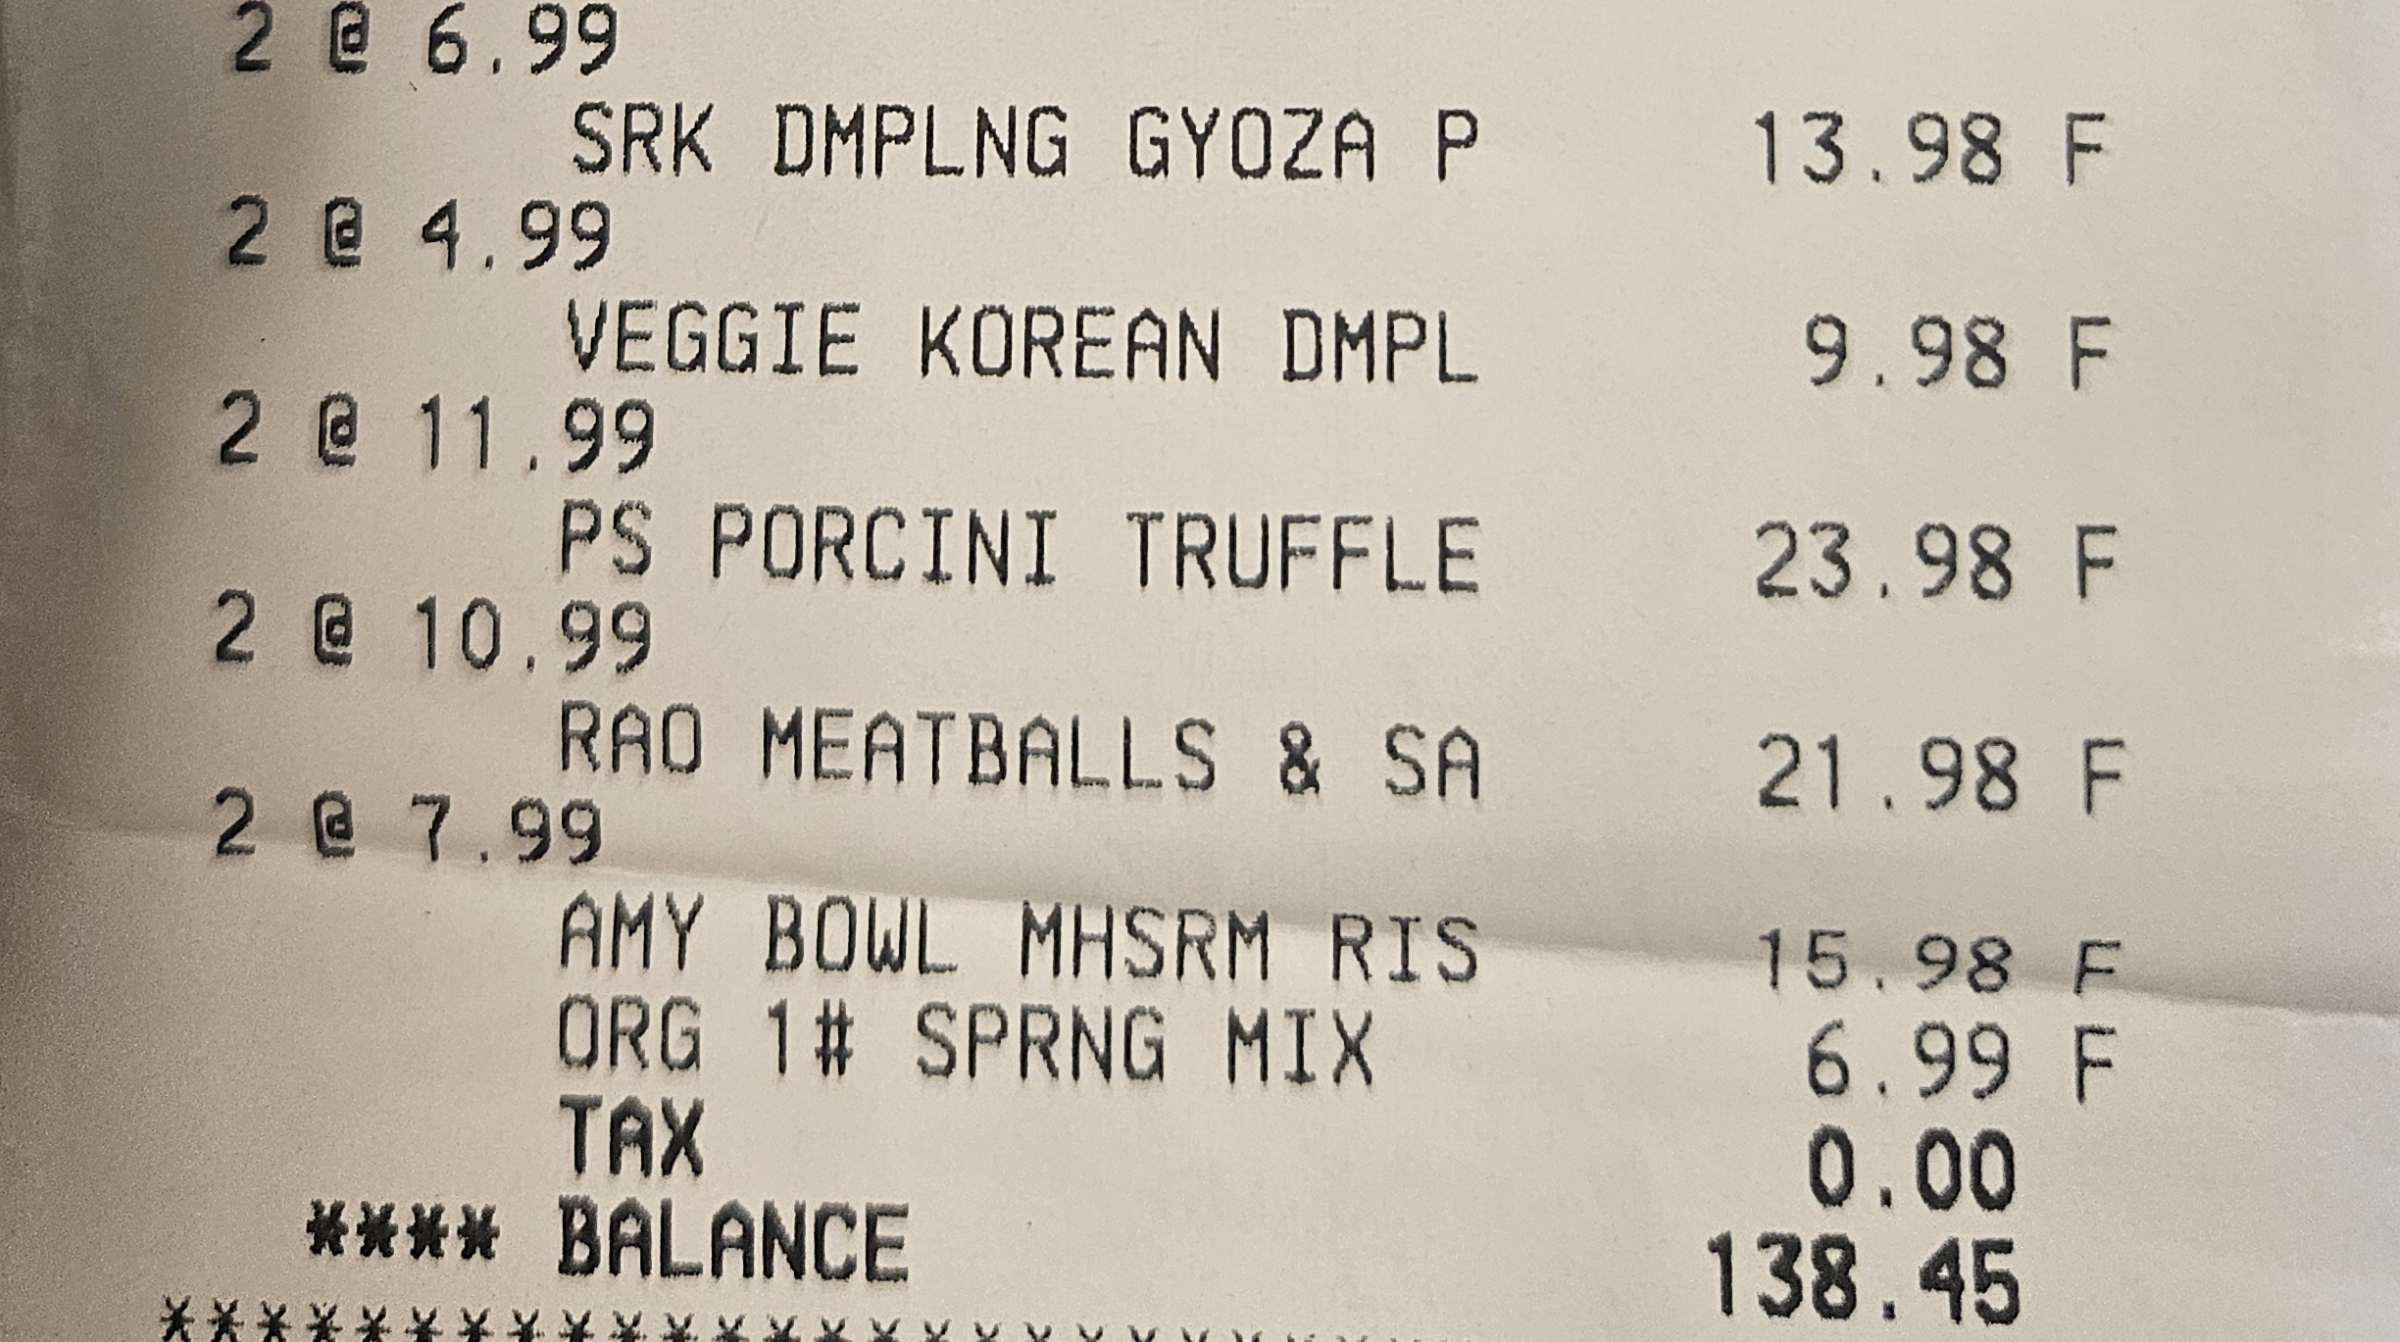 2 @ 6.99
SRK DMPLNG GYOZA P 13.98 F
2 @ 4.99
VEGGIE KOREAN DMPL 9.98 F
2 @ 11.99
PS PORCINI TRUFFLE 23.98 F
2 @ 10.99
RAO MEATBALLS & SA 21.98 F
2 @ 7.99
AMY BOWL MHSRM RIS 15.98 F
ORG 1# SPRNG MIX 6.99 F
TAX 0.00
**** BALANCE 138.45